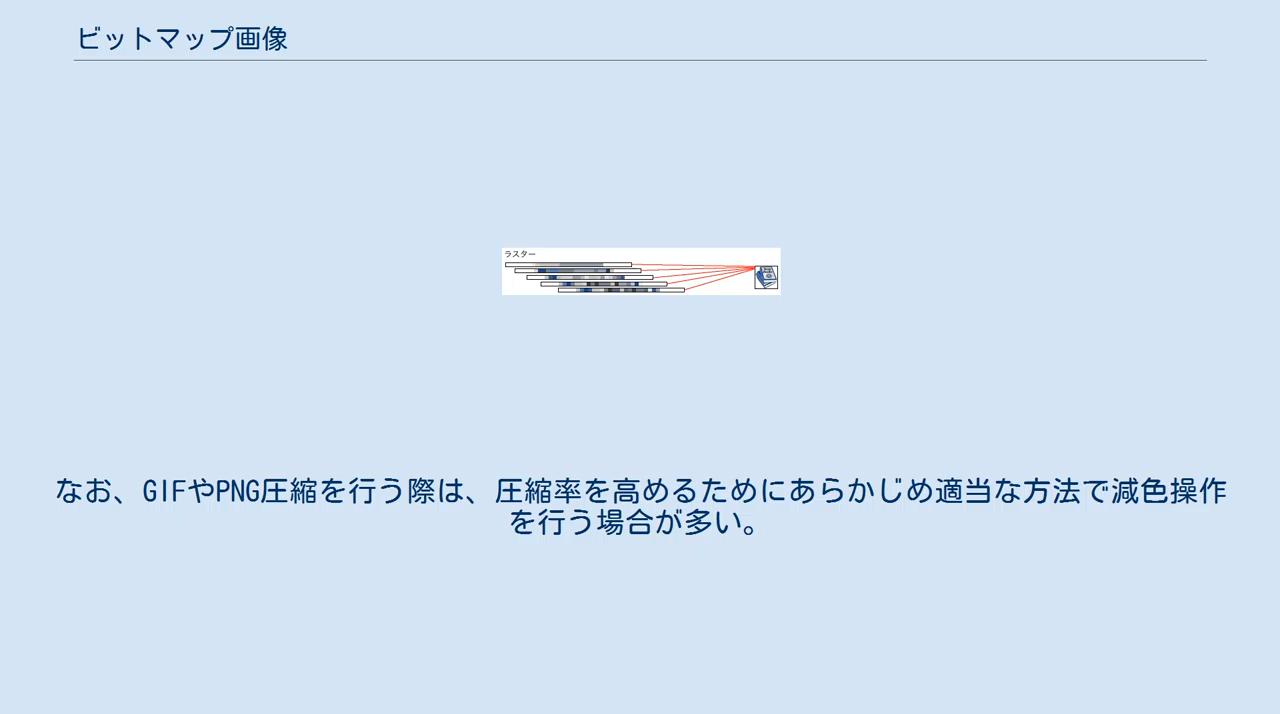 ビットマップ画像
ラスター
なお、GIFやPNG圧縮を行う際は、圧縮率を高めるためにあらかじめ適当な方法で減色操作
を行う場合が多い。